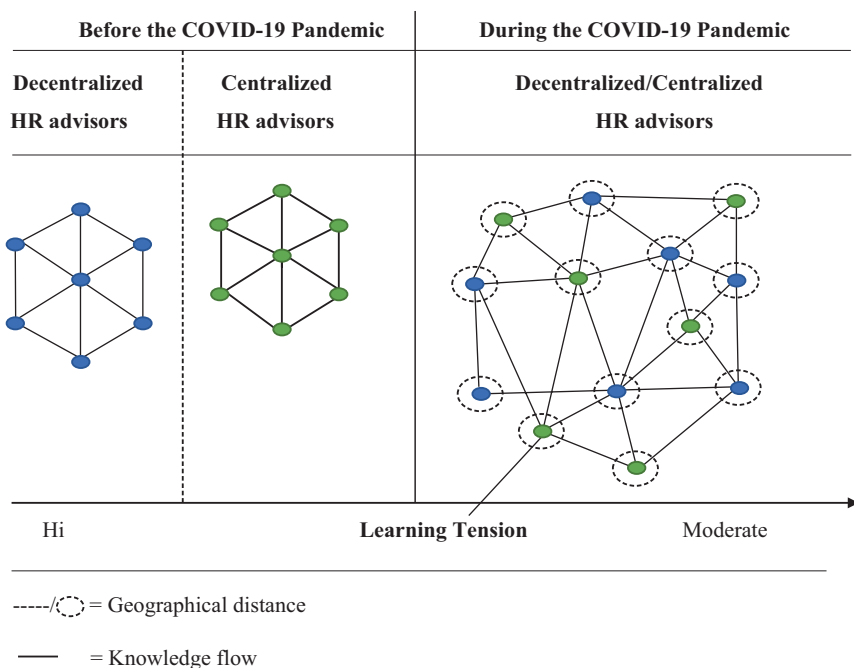 Before the COVID-19 Pandemic
During the COVID-19 Pandemic
Decentralized
HR advisors
Centralized
HR advisors
Decentralized/Centralized
HR advisors
Hi
Learning Tension
Moderate
-----/ = Geographical distance
= Knowledge flow